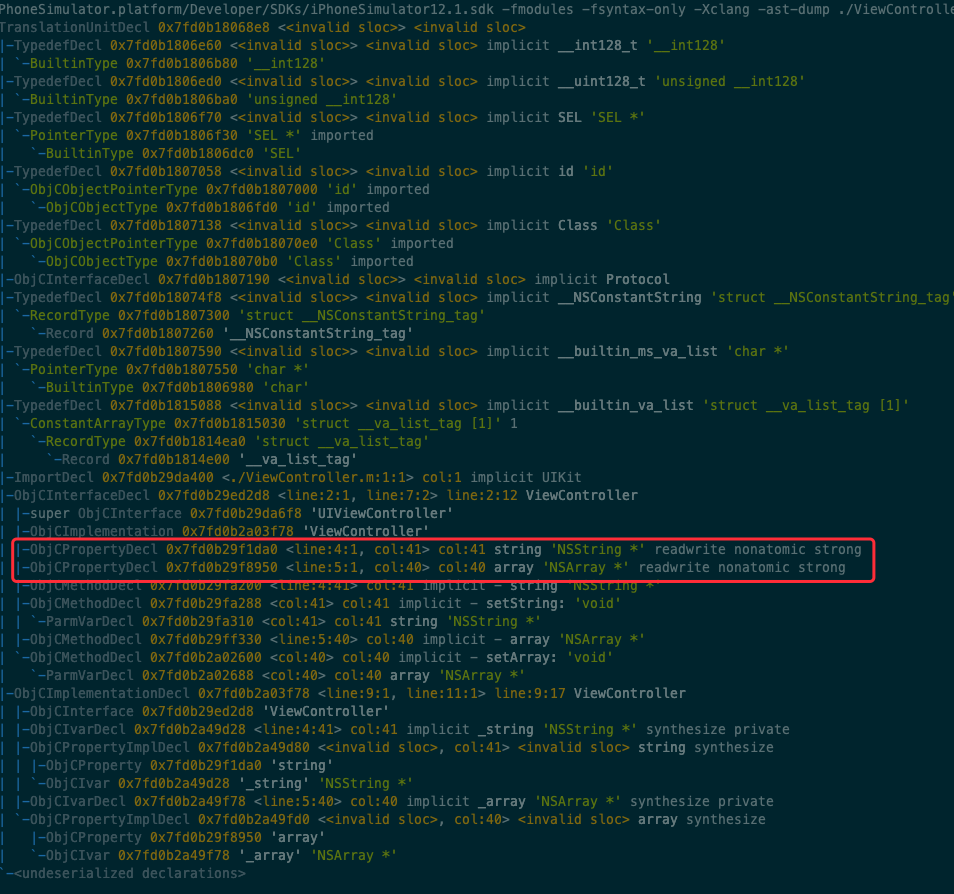 PhoneSimulator.platform/Developer/SDKs/iPhoneSimulator12.1.sdk -fmodules -fsyntax-only -Xclang -ast-dump ./ViewControlle
TranslationUnitDecl 0x7fd0b18068e8 <<invalid sloc>> <invalid sloc>
|-TypedefDecl 0x7fd0b1806e60 <<invalid sloc>> <invalid sloc> implicit __int128_t '__int128'
| `-BuiltinType 0x7fd0b1806b80 '__int128'
|-TypedefDecl 0x7fd0b1806ed0 <<invalid sloc>> <invalid sloc> implicit __uint128_t 'unsigned __int128'
| `-BuiltinType 0x7fd0b1806ba0 'unsigned __int128'
|-TypedefDecl 0x7fd0b1806f70 <<invalid sloc>> <invalid sloc> implicit SEL 'SEL *'
| `-PointerType 0x7fd0b1806f30 'SEL *' imported
|   `-BuiltinType 0x7fd0b1806dc0 'SEL'
|-TypedefDecl 0x7fd0b1807058 <<invalid sloc>> <invalid sloc> implicit id 'id'
| `-ObjCObjectPointerType 0x7fd0b1807000 'id' imported
|   `-ObjCObjectType 0x7fd0b1806fd0 'id' imported
|-TypedefDecl 0x7fd0b1807138 <<invalid sloc>> <invalid sloc> implicit Class 'Class'
| `-ObjCObjectPointerType 0x7fd0b18070e0 'Class' imported
|   `-ObjCObjectType 0x7fd0b18070b0 'Class' imported
|-ObjCInterfaceDecl 0x7fd0b1807190 <<invalid sloc>> <invalid sloc> implicit Protocol
|-TypedefDecl 0x7fd0b18074f8 <<invalid sloc>> <invalid sloc> implicit __NSConstantString 'struct __NSConstantString_tag'
| `-RecordType 0x7fd0b1807300 'struct __NSConstantString_tag'
|   `-Record 0x7fd0b1807260 '__NSConstantString_tag'
|-TypedefDecl 0x7fd0b1807590 <<invalid sloc>> <invalid sloc> implicit __builtin_ms_va_list 'char *'
| `-PointerType 0x7fd0b1807550 'char *'
|   `-BuiltinType 0x7fd0b1806980 'char'
|-TypedefDecl 0x7fd0b1815088 <<invalid sloc>> <invalid sloc> implicit __builtin_va_list 'struct __va_list_tag [1]'
| `-ConstantArrayType 0x7fd0b1815030 'struct __va_list_tag [1]' 1
|   `-RecordType 0x7fd0b1814ea0 'struct __va_list_tag'
|     `-Record 0x7fd0b1814e00 '__va_list_tag'
|-ImportDecl 0x7fd0b29da400 <./ViewController.m:1:1> col:1 implicit UIKit
|-ObjCInterfaceDecl 0x7fd0b29ed2d8 <line:2:1, line:7:2> line:2:12 ViewController
| |-super ObjCInterface 0x7fd0b29da6f8 'UIViewController'
| |-ObjCImplementation 0x7fd0b2a03f78 'ViewController'
| |-ObjCPropertyDecl 0x7fd0b29f1da0 <line:4:1, col:41> col:41 string 'NSString *' readwrite nonatomic strong
| |-ObjCPropertyDecl 0x7fd0b29f8950 <line:5:1, col:40> col:40 array 'NSArray *' readwrite nonatomic strong
| |-ObjCMethodDecl 0x7fd0b29fa200 <line:4:41> col:41 implicit - string 'NSString *'
| |-ObjCMethodDecl 0x7fd0b29fa288 <col:41> col:41 implicit - setString: 'void'
| | `-ParmVarDecl 0x7fd0b29fa310 <col:41> col:41 string 'NSString *'
| |-ObjCMethodDecl 0x7fd0b29ff330 <line:5:40> col:40 implicit - array 'NSArray *'
| `-ObjCMethodDecl 0x7fd0b2a02600 <col:40> col:40 implicit - setArray: 'void'
|   `-ParmVarDecl 0x7fd0b2a02688 <col:40> col:40 array 'NSArray *'
|-ObjCImplementationDecl 0x7fd0b2a03f78 <line:9:1, line:11:1> line:9:17 ViewController
| |-ObjCInterface 0x7fd0b29ed2d8 'ViewController'
| |-ObjCIvarDecl 0x7fd0b2a49d28 <line:4:41> col:41 implicit _string 'NSString *' synthesize private
| |-ObjCPropertyImplDecl 0x7fd0b2a49d80 <<invalid sloc>, col:41> <invalid sloc> string synthesize
| | |-ObjCProperty 0x7fd0b29f1da0 'string'
| | `-ObjCIvar 0x7fd0b2a49d28 '_string' 'NSString *'
| |-ObjCIvarDecl 0x7fd0b2a49f78 <line:5:40> col:40 implicit _array 'NSArray *' synthesize private
| `-ObjCPropertyImplDecl 0x7fd0b2a49fd0 <<invalid sloc>, col:40> <invalid sloc> array synthesize
|   |-ObjCProperty 0x7fd0b29f8950 'array'
|   `-ObjCIvar 0x7fd0b2a49f78 '_array' 'NSArray *'
`-<undeserialized declarations>